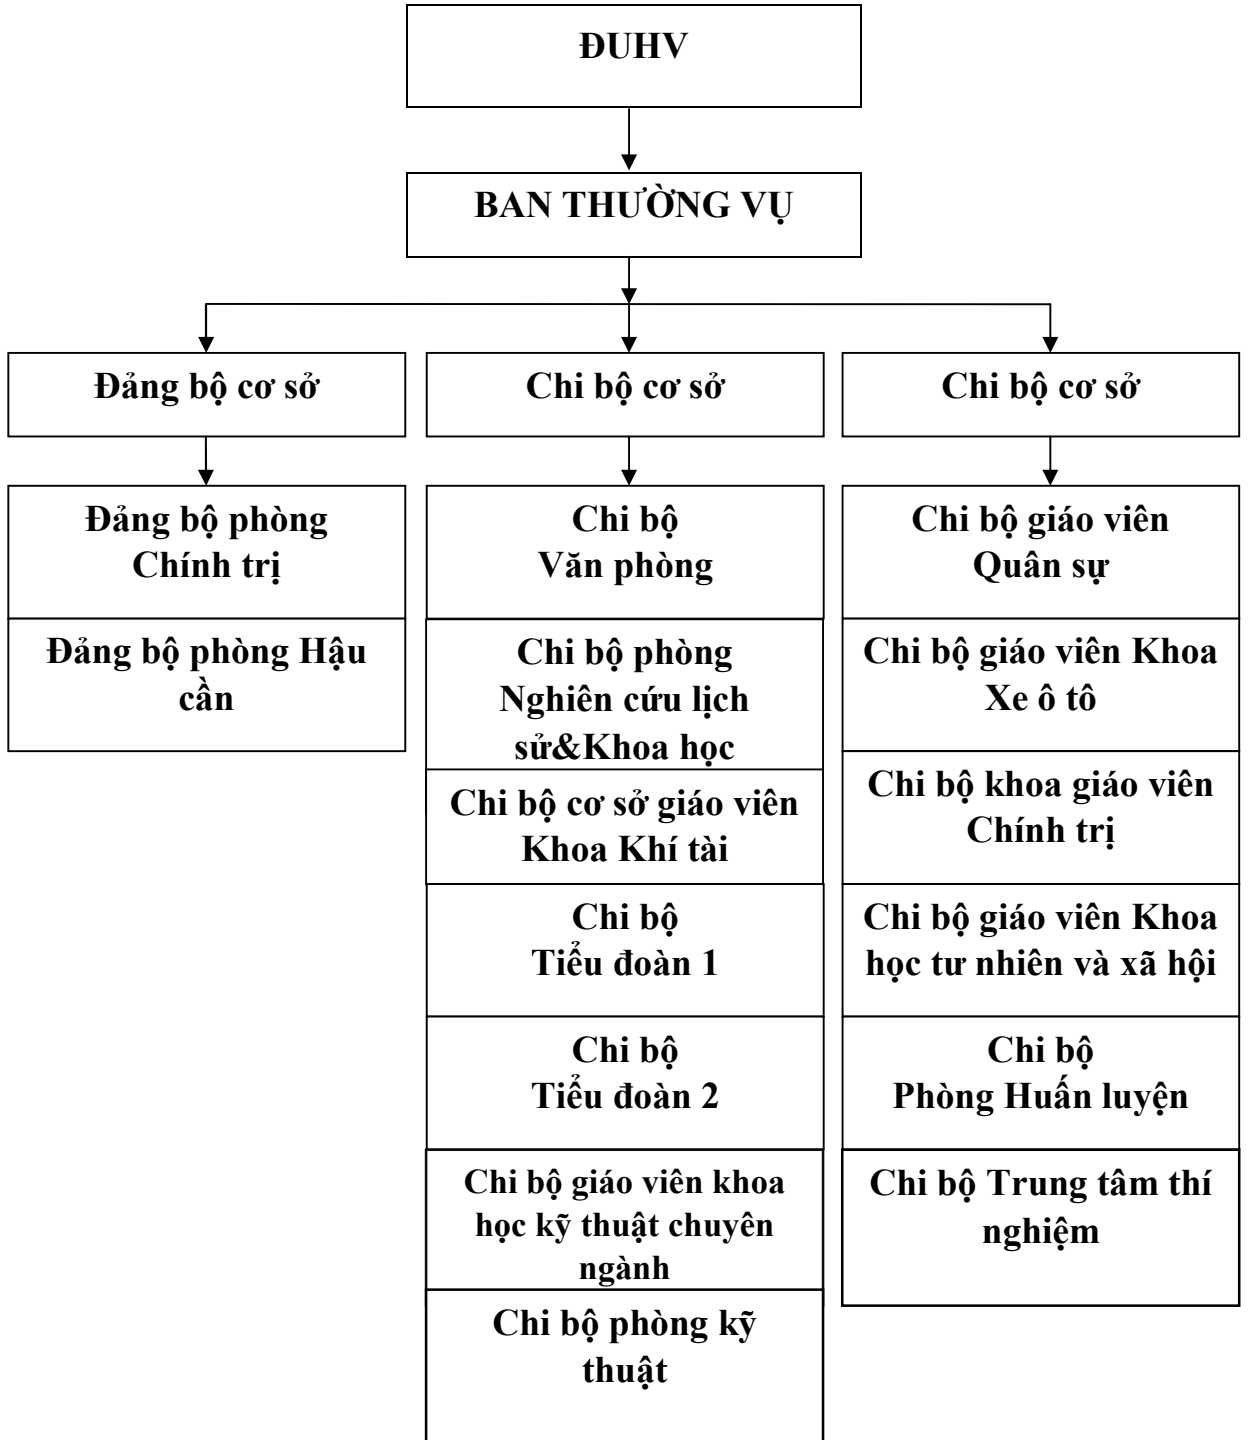 ĐUHV
BAN THƯỜNG VỤ
Đảng bộ cơ sở
Chi bộ cơ sở
Chi bộ cơ sở
Đảng bộ phòng
Chính trị
Đảng bộ phòng Hậu
cần
Chi bộ
Văn phòng
Chi bộ phòng
Nghiên cứu lịch
sử&Khoa học
Chi bộ cơ sở giáo viên
Khoa Khí tài
Chi bộ
Tiểu đoàn 1
Chi bộ
Tiểu đoàn 2
Chi bộ giáo viên khoa
học kỹ thuật chuyên
ngành
Chi bộ phòng kỹ
thuật
Chi bộ giáo viên
Quân sự
Chi bộ giáo viên Khoa
Xe ô tô
Chi bộ khoa giáo viên
Chính trị
Chi bộ giáo viên Khoa
học tư nhiên và xã hội
Chi bộ
Phòng Huấn luyện
Chi bộ Trung tâm thí
nghiệm